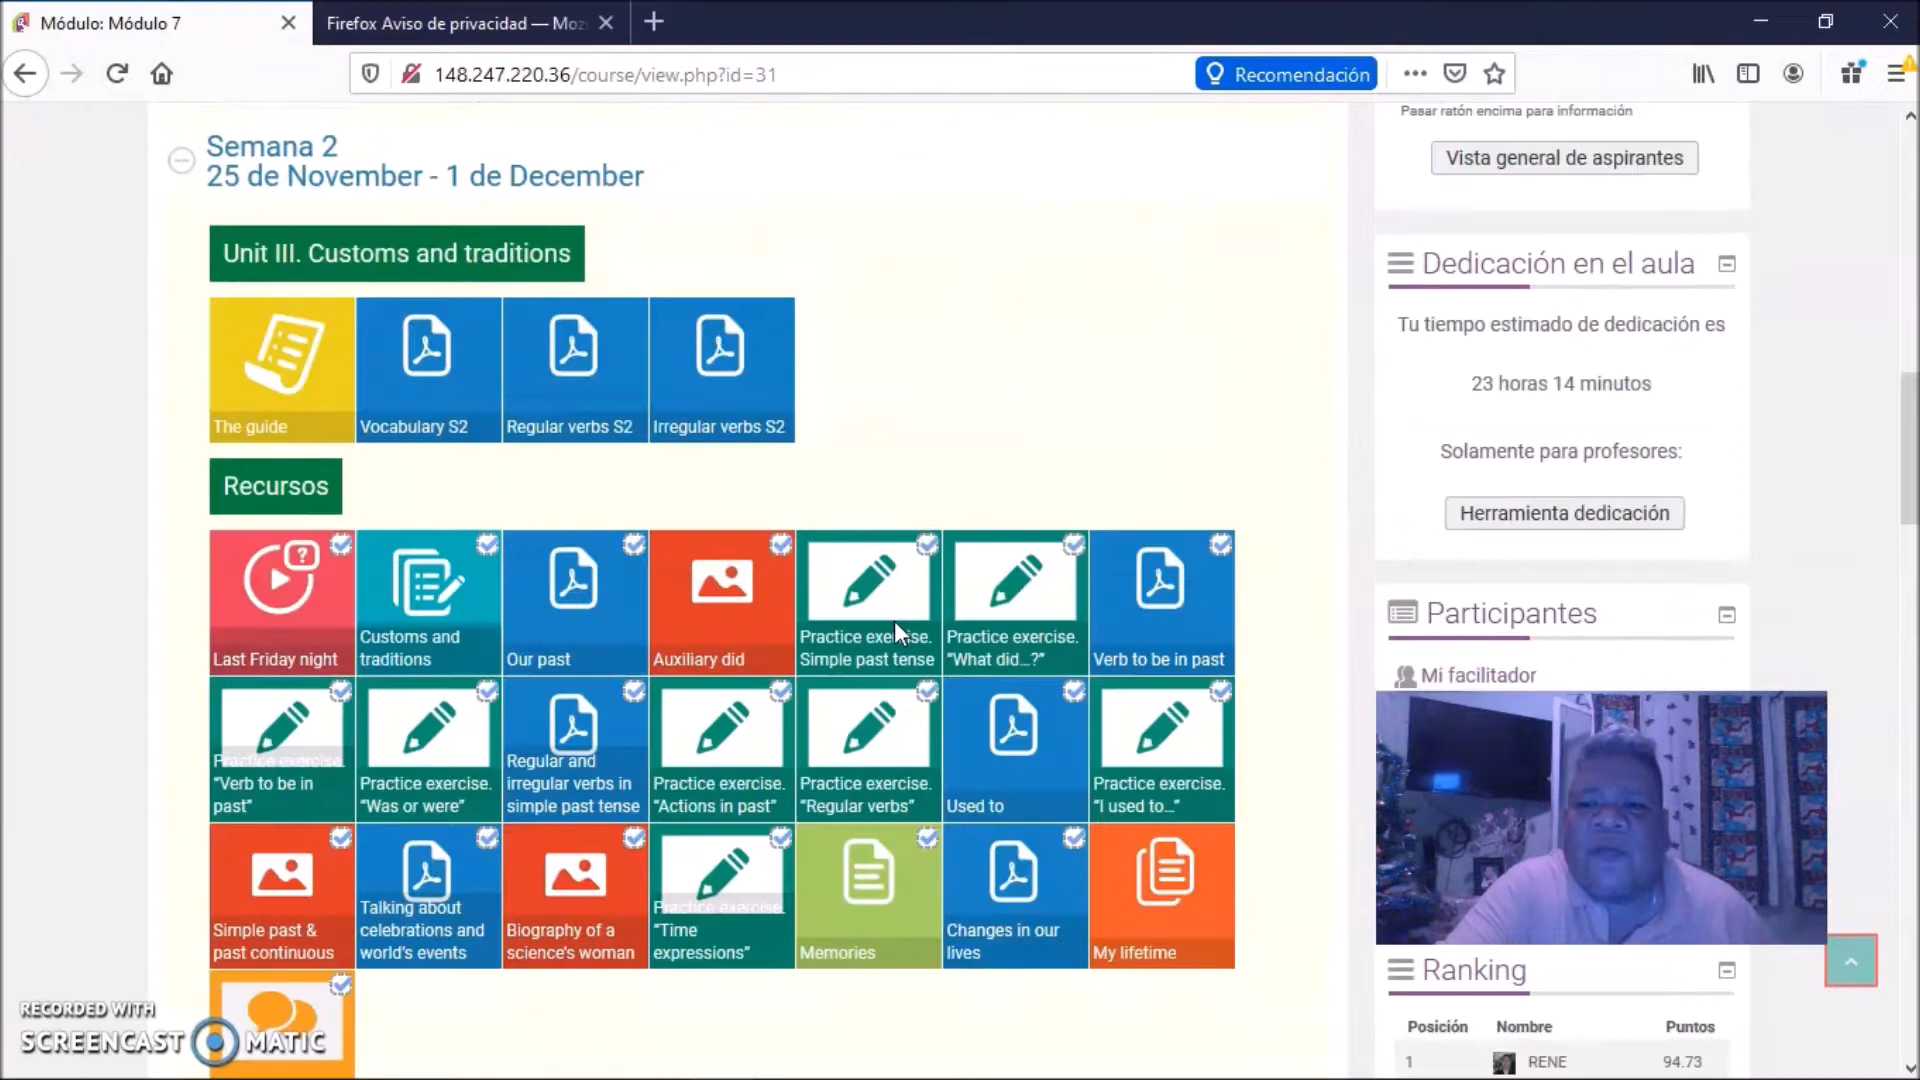 Módulo: Módulo 7
Firefox Aviso de privacidad — Moz
148.247.220.36/course/view.php?id=31
Recomendación
Semana 2
25 de November - 1 de December
Unit III. Customs and traditions
The guide
Vocabulary S2
Regular verbs S2
Irregular verbs S2
Recursos
Last Friday night
Customs and
traditions
Our past
Auxiliary did
Practice exercise.
Simple past tense
Practice exercise.
"What did...?"
Verb to be in past
Practice exercise.
"Verb to be in
past"
Practice exercise.
"Was or were"
Regular and
irregular verbs in
simple past tense
Practice exercise.
"Actions in past"
Practice exercise.
"Regular verbs"
Used to
Practice exercise.
"I used to..."
Simple past &
past continuous
Talking about
celebrations and
world's events
Biography of a
science's woman
Practice exercise.
"Time
expressions"
Memories
Changes in our
lives
My lifetime
Pasar ratón encima para información
Vista general de aspirantes
Dedicación en el aula
Tu tiempo estimado de dedicación es
23 horas 14 minutos
Solamente para profesores:
Herramienta dedicación
Participantes
Mi facilitador
Ranking
Posición Nombre Puntos
1 RENE 94.73
RECORDED WITH
SCREENCAST MATIC